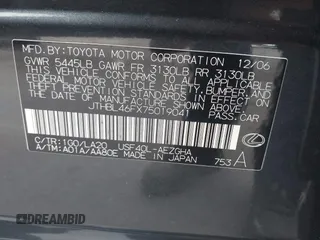 MFD. BY: TOYOTA MOTOR CORPORATION 12/06
GVWR 5445LB GAWR FR 3130LB RR 3130LB
THIS VEHICLE CONFORMS TO ALL APPLICABLE
FEDERAL MOTOR VEHICLE SAFETY, BUMPER, AND
THEFT PREVENTION STANDARDS IN EFFECT ON
THE DATE OF MANUFACTURE SHOWN ABOVE.
JTHBL46FX75019041 PASS.CAR
C/TR: 1G0/LA20 USF40L-AEZGHA
A/TM: A01A/AA80E MADE IN JAPAN 753 A
DREAMBID